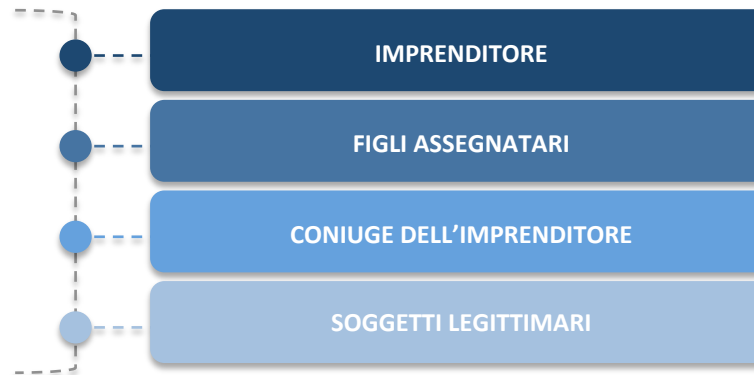 IMPRENDITORE
FIGLI ASSEGNATARI
CONIUGE DELL’IMPRENDITORE
SOGGETTI LEGITTIMARI